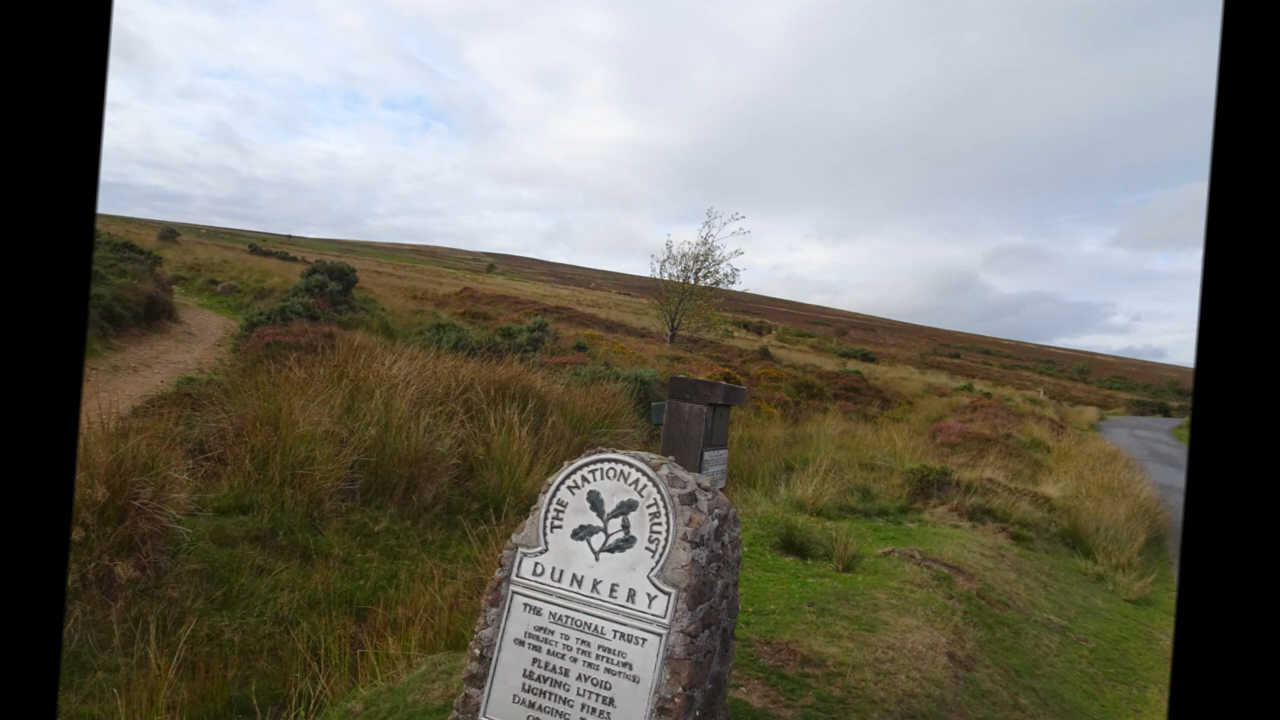 THE NATIONAL TRUST
DUNKERY
THE NATIONAL TRUST
OPEN TO THE PUBLIC
(SUBJECT TO THE BYELAWS
ON THE BACK OF THIS NOTICE)
PLEASE AVOID
LEAVING LITTER
LIGHTING FIRES
DAMAGING